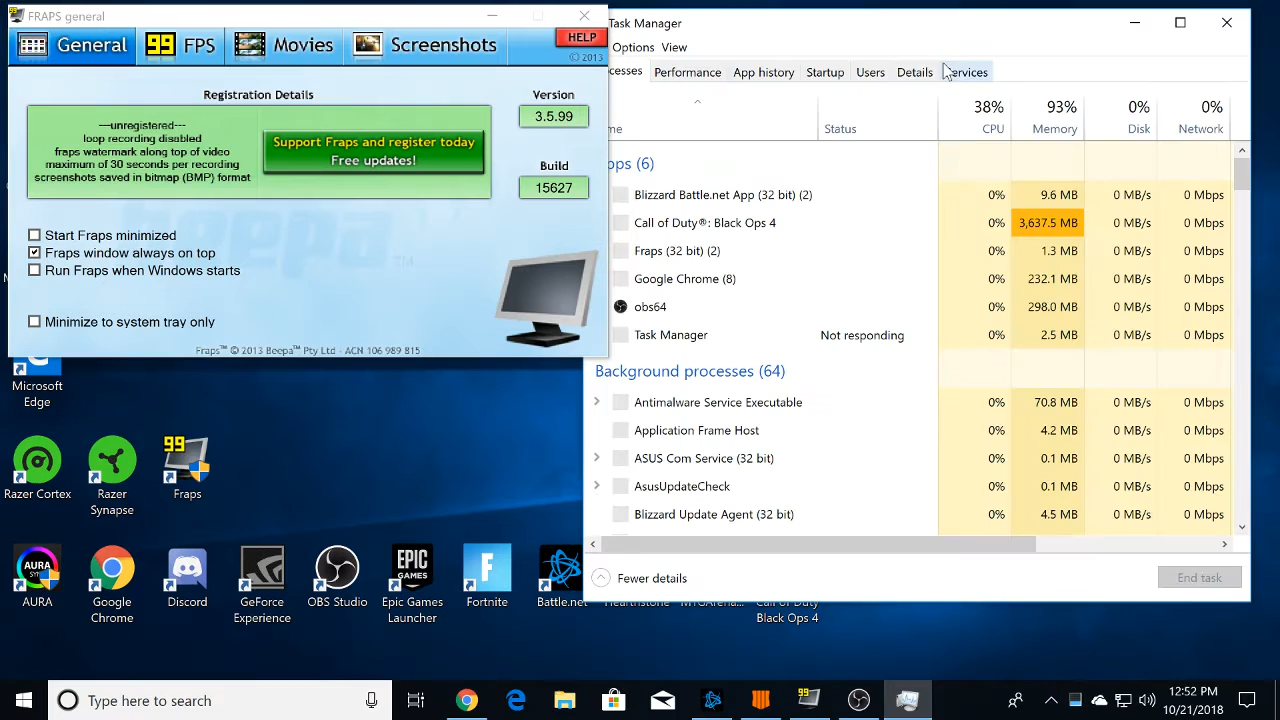 99 FRAPS general
General
99 FPS
Movies
Screenshots
HELP
© 2013
Registration Details
---unregistered---
loop recording disabled
fraps watermark along top of video
maximum of 30 seconds per recording
screenshots saved in bitmap (BMP) format
Support Fraps and register today
Free updates!
Version
3.5.99
Build
15627
Start Fraps minimized
Fraps window always on top
Run Fraps when Windows starts
Minimize to system tray only
beepa™
Fraps™ © 2013 Beepa™ Pty Ltd - ACN 106 989 815
Task Manager
Options View
cesses Performance App history Startup Users Details ervices
38% 93% 0% 0%
me Status CPU Memory Disk Network
pps (6)
Blizzard Battle.net App (32 bit) (2) 0% 9.6 MB 0 MB/s 0 Mbps
Call of Duty®: Black Ops 4 0% 3,637.5 MB 0 MB/s 0 Mbps
Fraps (32 bit) (2) 0% 1.3 MB 0 MB/s 0 Mbps
Google Chrome (8) 0% 232.1 MB 0 MB/s 0 Mbps
obs64 0% 298.0 MB 0 MB/s 0 Mbps
Task Manager Not responding 0% 2.5 MB 0 MB/s 0 Mbps
Background processes (64)
Antimalware Service Executable 0% 70.8 MB 0 MB/s 0 Mbps
Application Frame Host 0% 4.2 MB 0 MB/s 0 Mbps
ASUS Com Service (32 bit) 0% 0.1 MB 0 MB/s 0 Mbps
AsusUpdateCheck 0% 0.1 MB 0 MB/s 0 Mbps
Blizzard Update Agent (32 bit) 0% 4.5 MB 0 MB/s 0 Mbps
Fewer details
End task
Microsoft
Edge
Razer Cortex
Razer
Synapse
99
Fraps
AURA
AURA
Google
Chrome
Discord
GeForce
Experience
OBS Studio
EPIC
GAMES
Epic Games
Launcher
F
Fortnite
Battle.net
Hearthstone
MTGArena...
Call of Duty
Black Ops 4
Type here to search
99
12:52 PM
10/21/2018